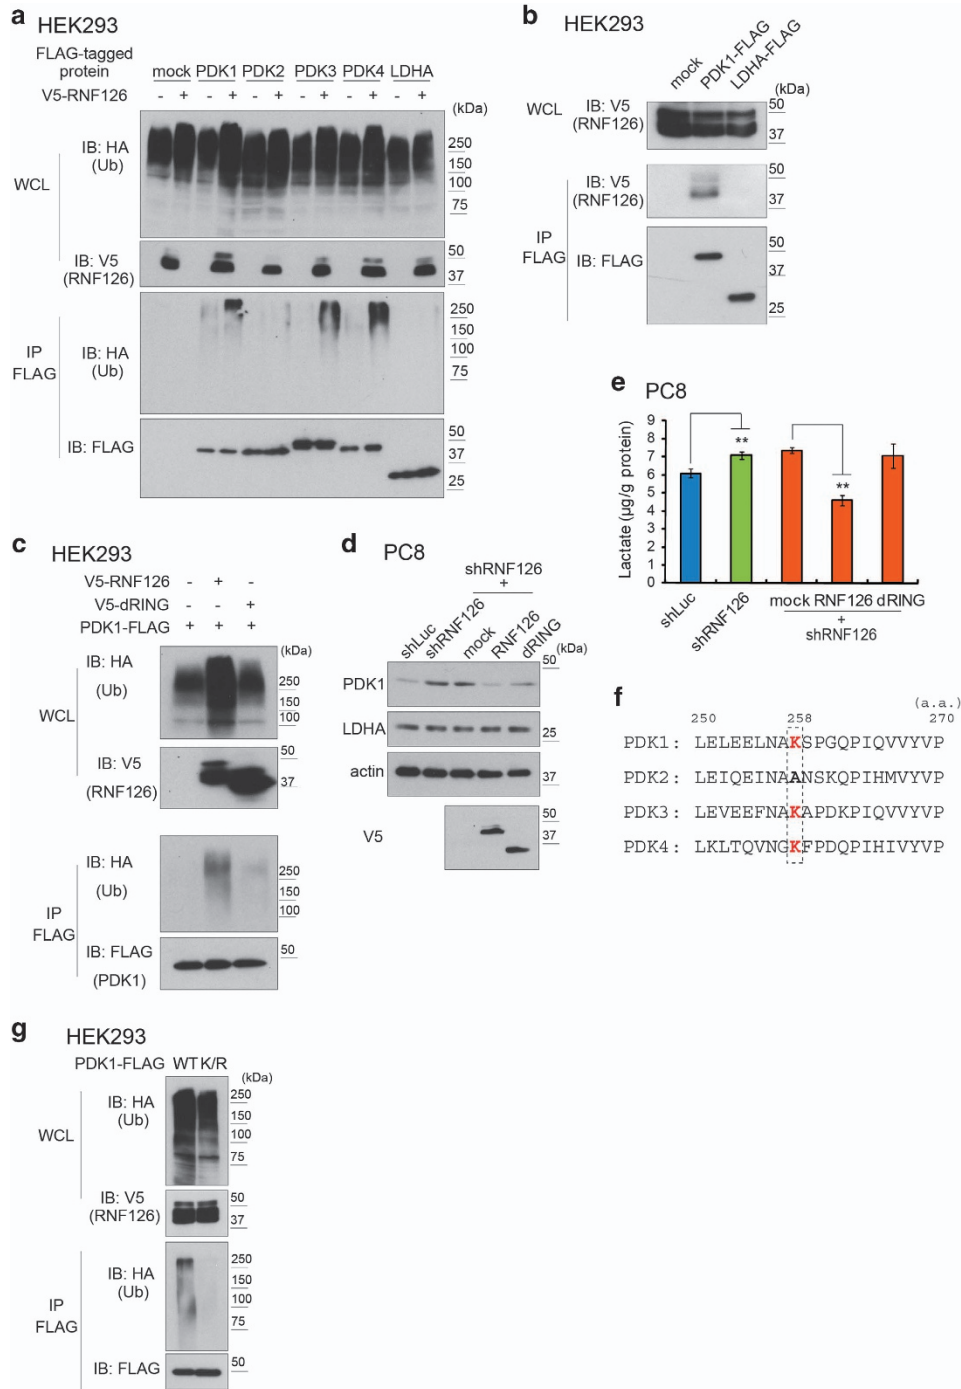 a HEK293
FLAG-tagged protein
mock PDK1 PDK2 PDK3 PDK4 LDHA
V5-RNF126 - + - + - + - + - + - +
(kDa)
WCL
IB: HA
(Ub)
250
150
100
75
IB: V5
(RNF126)
50
37
IP
FLAG
IB: HA
(Ub)
250
150
100
75
IB: FLAG
50
37
25
b HEK293
mock PDK1-FLAG LDHA-FLAG
(kDa)
WCL
IB: V5
(RNF126)
50
37
IP
FLAG
IB: V5
(RNF126)
50
37
IB: FLAG
50
37
25
c HEK293
V5-RNF126 - + -
V5-dRING - - +
PDK1-FLAG + + +
(kDa)
WCL
IB: HA
(Ub)
250
150
100
IB: V5
(RNF126)
50
37
IP
FLAG
IB: HA
(Ub)
250
150
100
IB: FLAG
(PDK1)
50
d PC8
shRNF126
+
shLuc shRNF126 mock RNF126 dRING
(kDa)
PDK1
50
LDHA
25
actin
37
V5
50
37
e PC8
Lactate (µg/g protein)
9
8
7
6
5
4
3
2
1
0
**
**
shLuc shRNF126 mock RNF126 dRING
+
shRNF126
f
(a.a.)
250 258 270
PDK1: LELEELNAKSPGQPIQVVYVP
PDK2: LEIQEINAANSKQPIHMVYVP
PDK3: LEVEEFNAKAPDKPIQVVYVP
PDK4: LKLTQVNGKFPDQPIHIVYVP
g HEK293
PDK1-FLAG WT K/R
(kDa)
WCL
IB: HA
(Ub)
250
150
100
75
IB: V5
(RNF126)
50
37
IP
FLAG
IB: HA
(Ub)
250
150
100
75
IB: FLAG
50